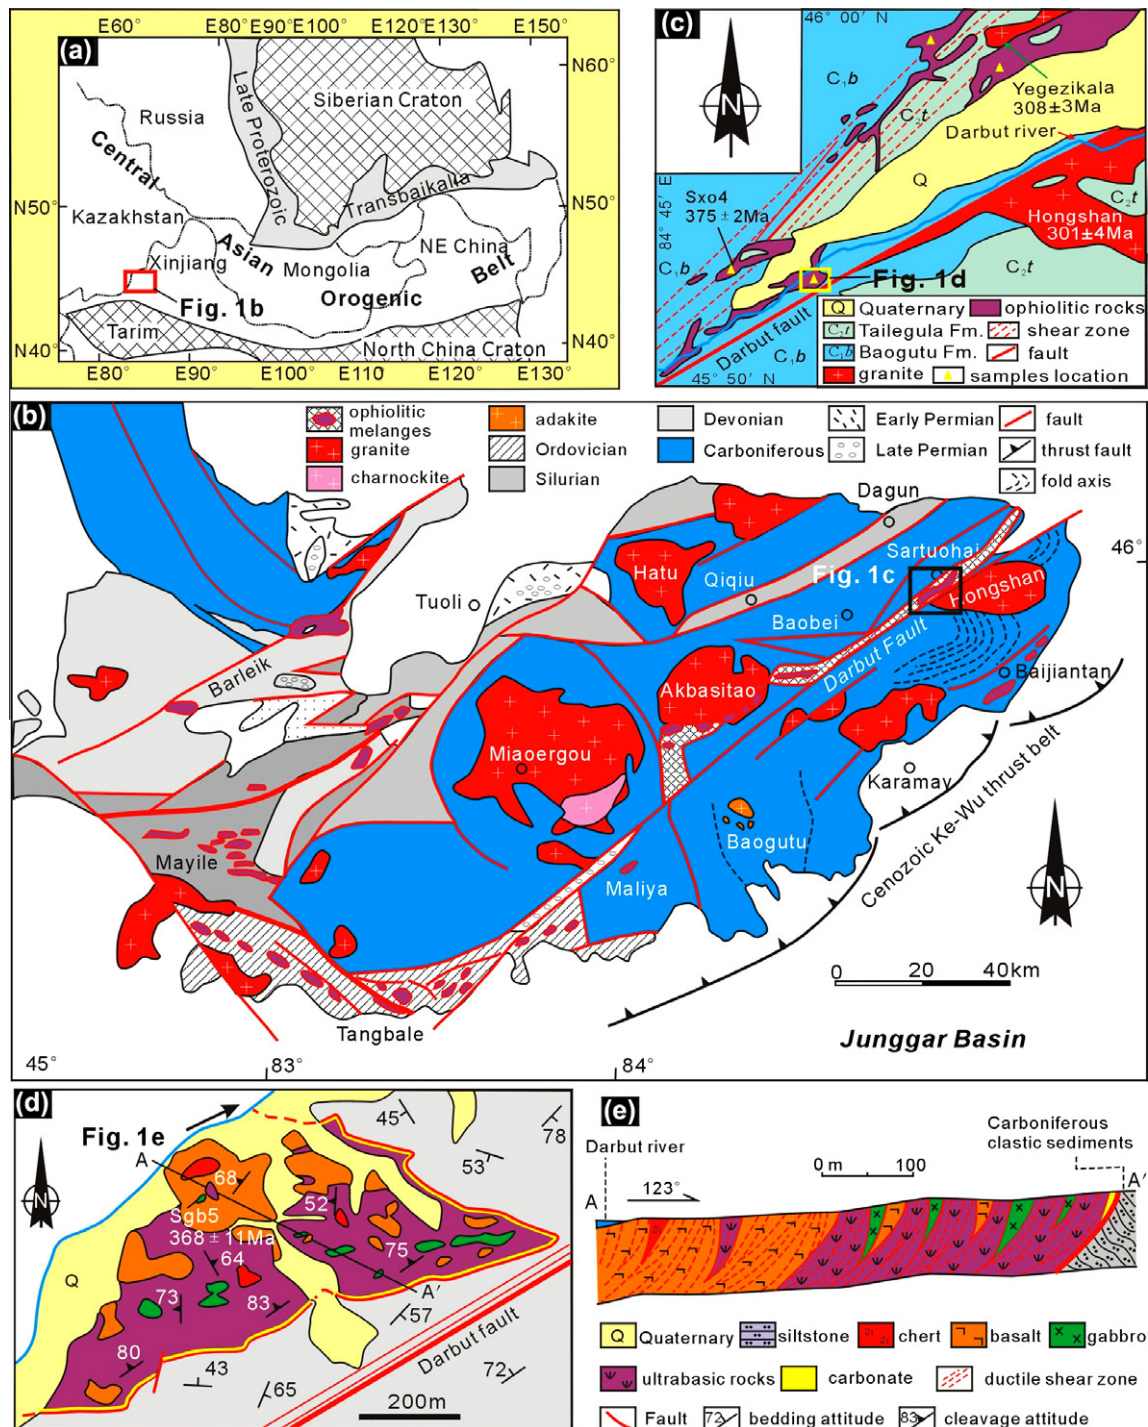 (a)
E60°
E80°
E90°
E100°
E120°
E130°
N60°
N50°
N40°
N60°
N50°
N40°
Russia
Siberian Craton
Late Proterozoic
Transbaikalia
Central
Asian
Orogenic
Belt
Kazakhstan
Xinjiang
Mongolia
NE China
Fig. 1b
Tarim
North China Craton
E80°
E90°
E110°
E120°
E130°
(c)
46° 00′ N
N
C₁b
C₂t
Yegezikala
308±3Ma
Darbut river
84° 45′ E
Sxo4
375±2Ma
Q
C₂t
Hongshan
301±4Ma
C₁b
Fig. 1d
C₂t
Darbut fault
C₁b
45° 50′ N
Q Quaternary
ophiolitic rocks
C₂t Tailegula Fm.
shear zone
C₁b Baogutu Fm.
fault
granite
samples location
(b)
ophiolitic
melanges
granite
charnockite
adakite
Ordovician
Silurian
Devonian
Carboniferous
Early Permian
Late Permian
fault
thrust fault
fold axis
Dagun
46°
Sartuohai
Hatu
Qiqiu
Fig. 1c
Hongshan
Tuoli
Baobei
Darbut Fault
Barleik
Akbasitao
Baijiantan
Miaoergou
Karamay
Cenozoic Ke-Wu thrust belt
Baogutu
Mayile
Maliya
N
0 20 40km
Tangbale
Junggar Basin
45°
83°
84°
(d)
Fig. 1e
N
A
45
78
53
68
52
Sgb5
368±11Ma
64
75
Q
A′
73
83
57
80
43
65
72
Darbut fault
200m
(e)
Carboniferous
clastic sediments
Darbut river
0 m 100
A
123°
A′
Q Quaternary
siltstone
chert
basalt
gabbro
ultrabasic rocks
carbonate
ductile shear zone
Fault
72 bedding attitude
83 cleavage attitude